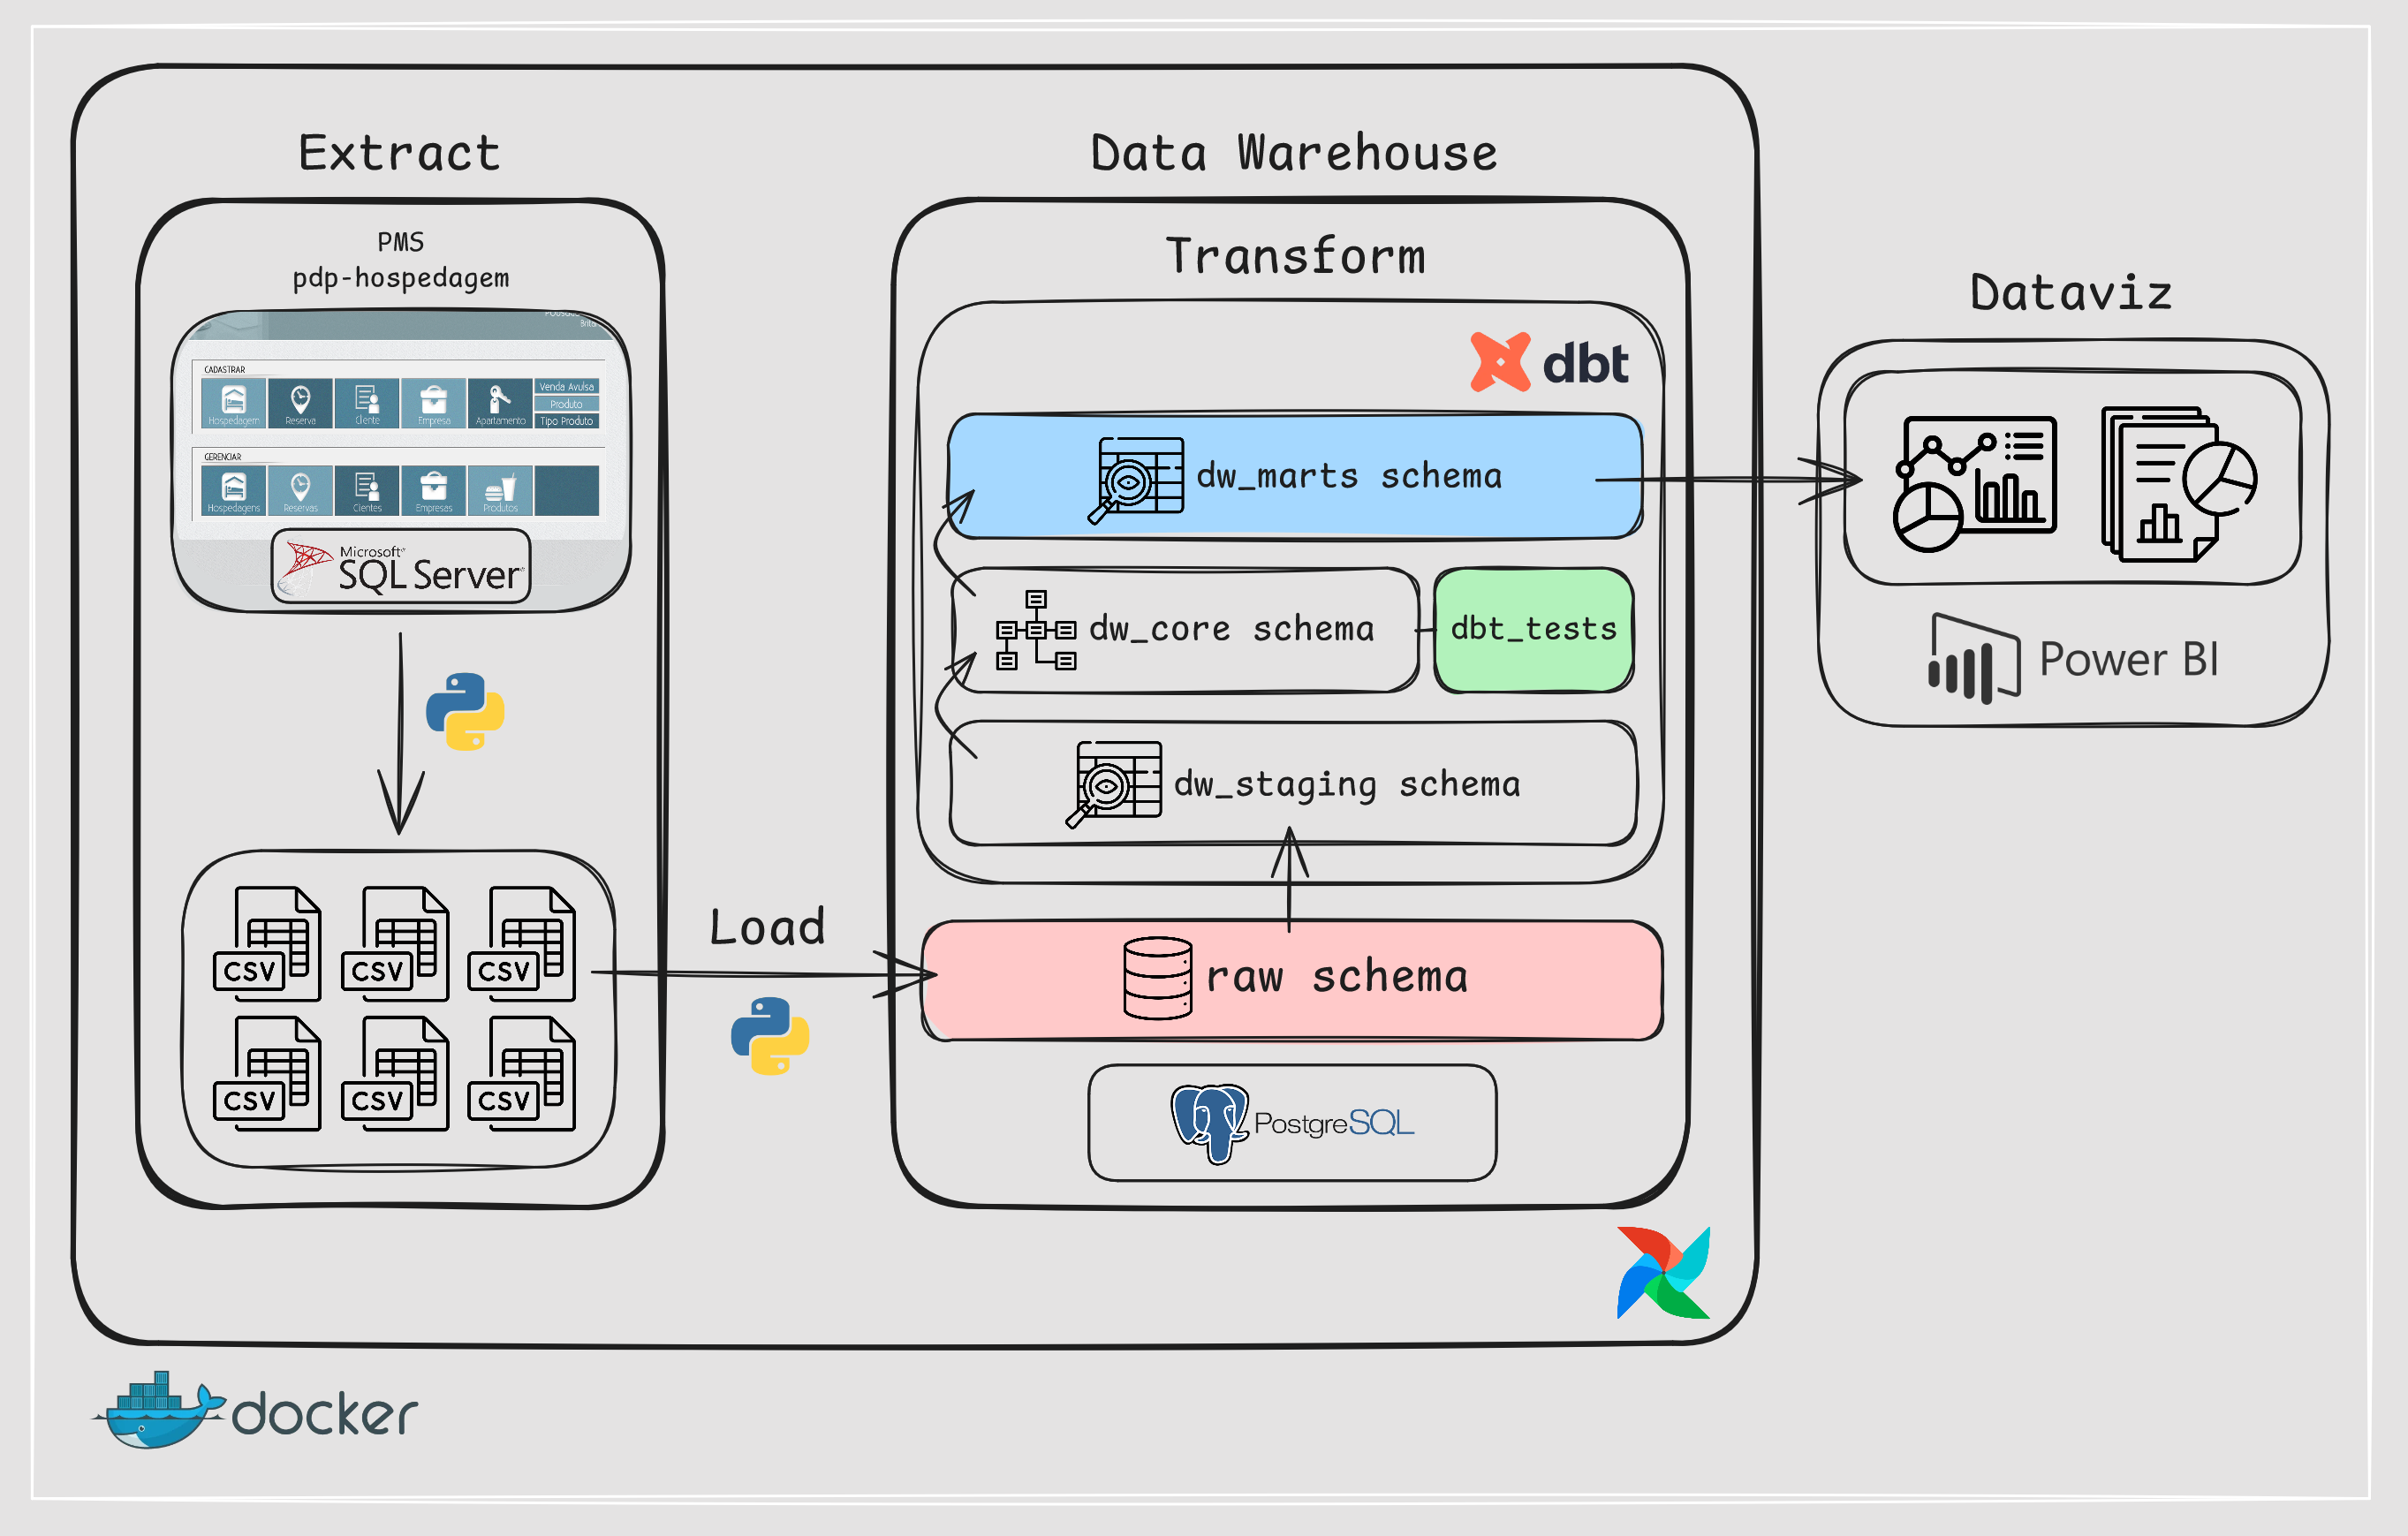 Extract
PMS
pdp-hospedagem
CADASTRAR
Hospedagem
Reserva
Cliente
Empresa
Apartamento
Venda Avulsa
Produto
Tipo Produto
GERENCIAR
Hospedagens
Reservas
Clientes
Empresas
Produtos
Microsoft
SQL Server
CSV
CSV
CSV
CSV
CSV
CSV
Load
Data Warehouse
Transform
dbt
dw_marts schema
dw_core schema
dbt_tests
dw_staging schema
raw schema
PostgreSQL
Dataviz
Power BI
docker